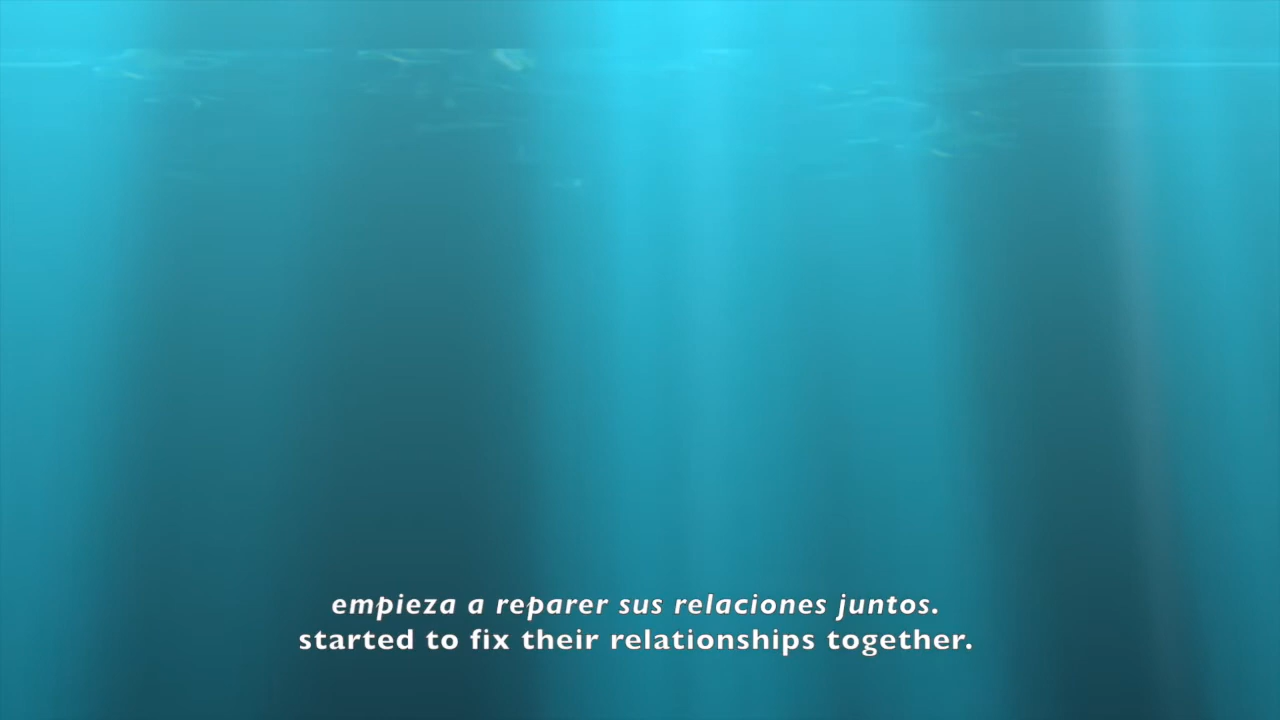 empieza a reparer sus relaciones juntos.
started to fix their relationships together.